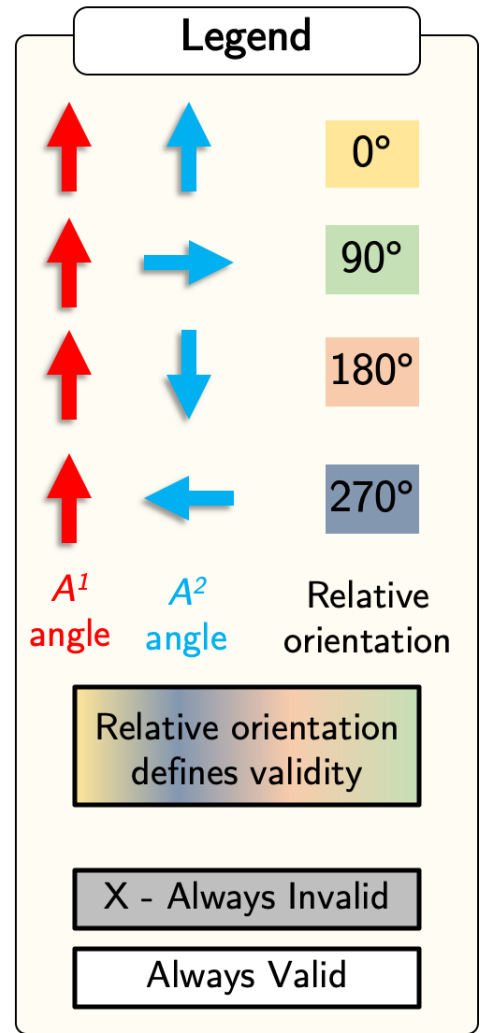 Legend
0°
90°
180°
270°
A¹
angle
A²
angle
Relative
orientation
Relative orientation
defines validity
X - Always Invalid
Always Valid